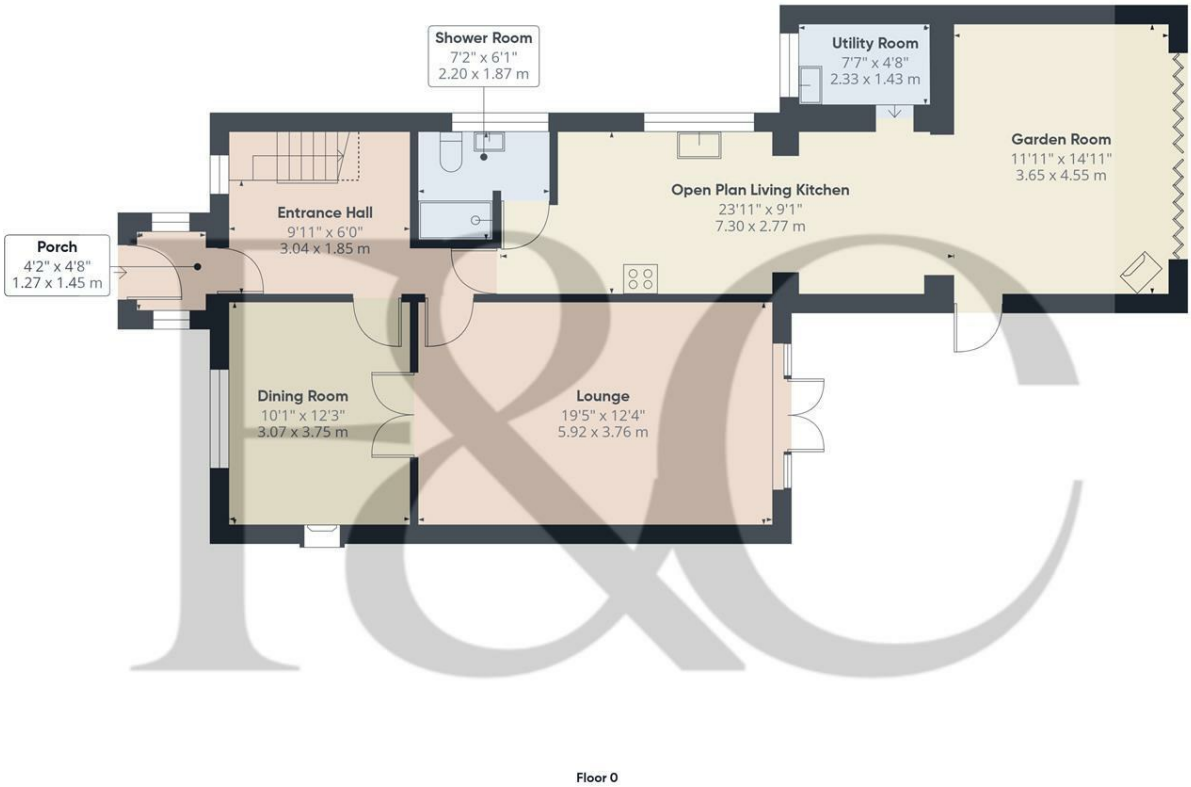 Shower Room
7'2" x 6'1"
2.20 x 1.87 m
Utility Room
7'7" x 4'8"
2.33 x 1.43 m
Garden Room
11'11" x 14'11"
3.65 x 4.55 m
Open Plan Living Kitchen
23'11" x 9'1"
7.30 x 2.77 m
Entrance Hall
9'11" x 6'0"
3.04 x 1.85 m
Porch
4'2" x 4'8"
1.27 x 1.45 m
Dining Room
10'1" x 12'3"
3.07 x 3.75 m
Lounge
19'5" x 12'4"
5.92 x 3.76 m
F&C
Floor 0